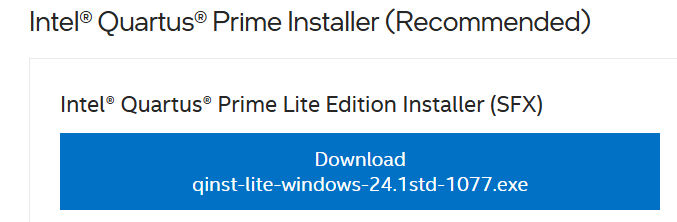 Intel® Quartus® Prime Installer (Recommended)
Intel® Quartus® Prime Lite Edition Installer (SFX)
Download
qinst-lite-windows-24.1std-1077.exe